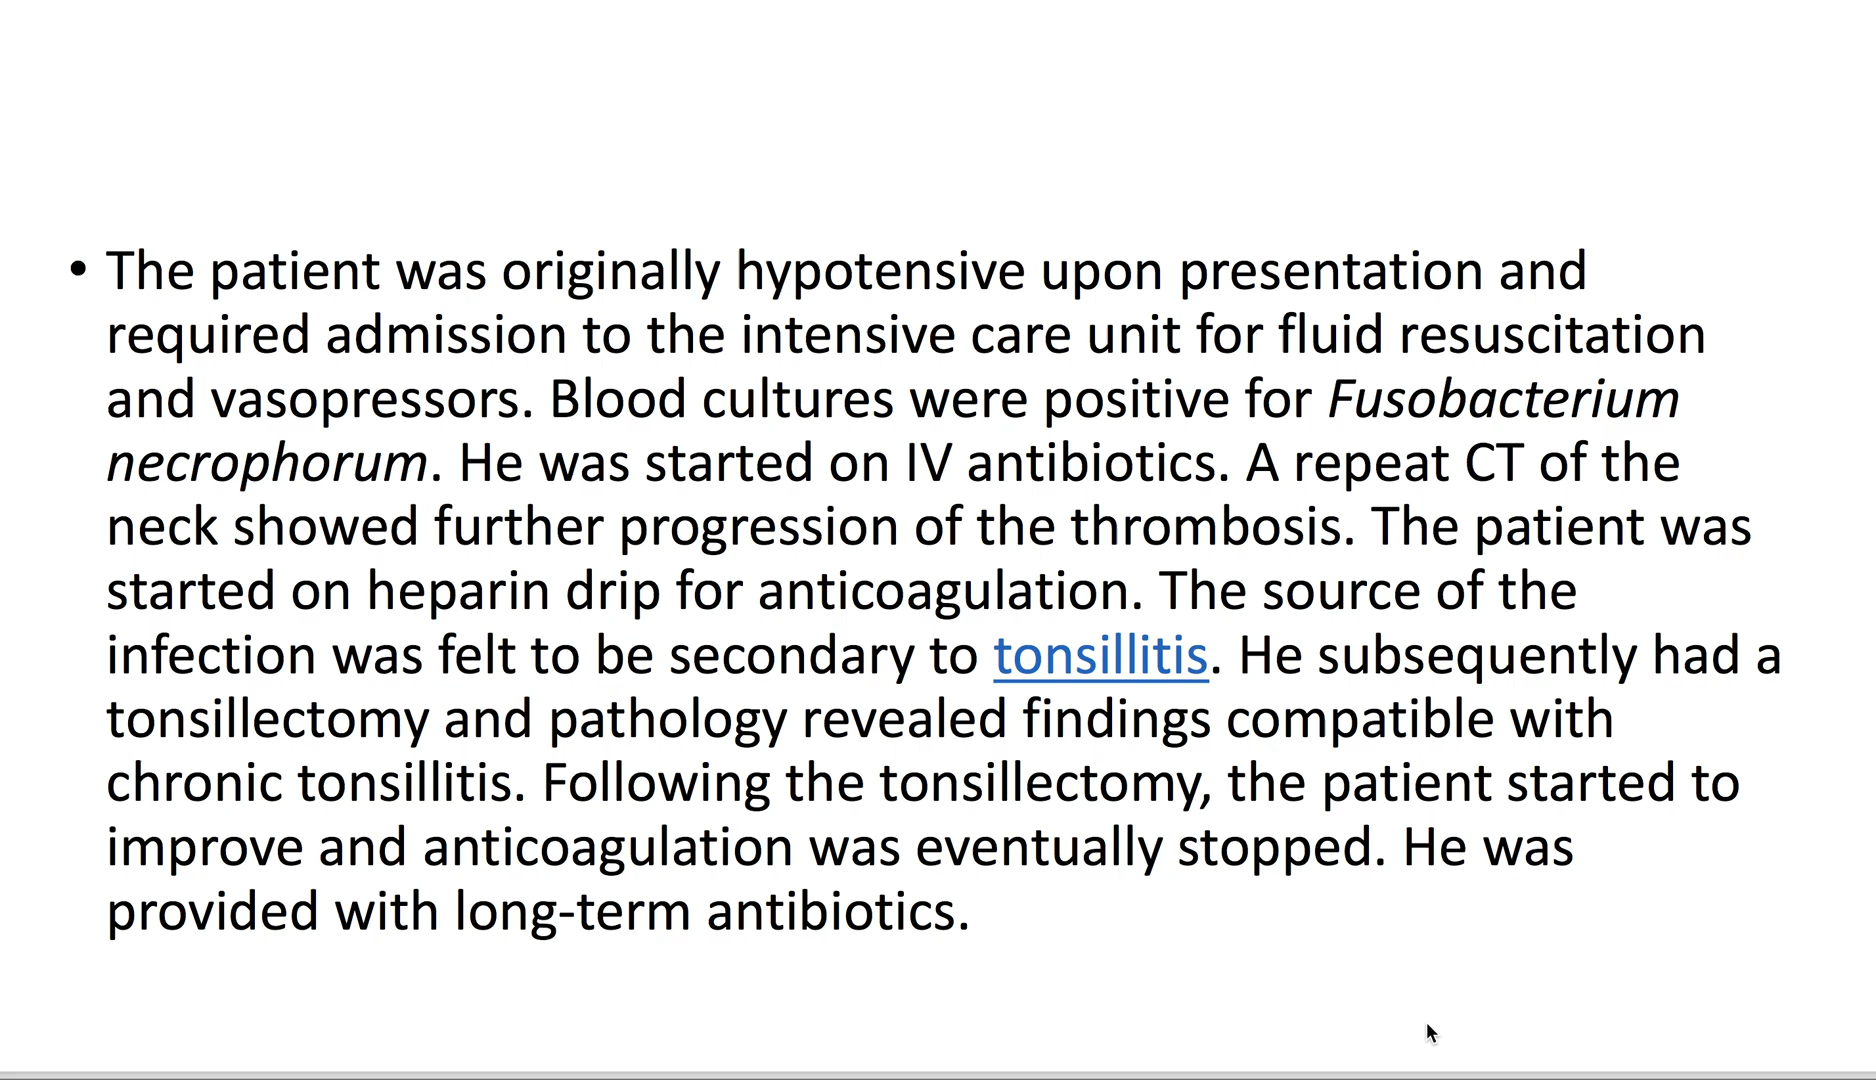 • The patient was originally hypotensive upon presentation and
required admission to the intensive care unit for fluid resuscitation
and vasopressors. Blood cultures were positive for Fusobacterium
necrophorum. He was started on IV antibiotics. A repeat CT of the
neck showed further progression of the thrombosis. The patient was
started on heparin drip for anticoagulation. The source of the
infection was felt to be secondary to tonsillitis. He subsequently had a
tonsillectomy and pathology revealed findings compatible with
chronic tonsillitis. Following the tonsillectomy, the patient started to
improve and anticoagulation was eventually stopped. He was
provided with long-term antibiotics.